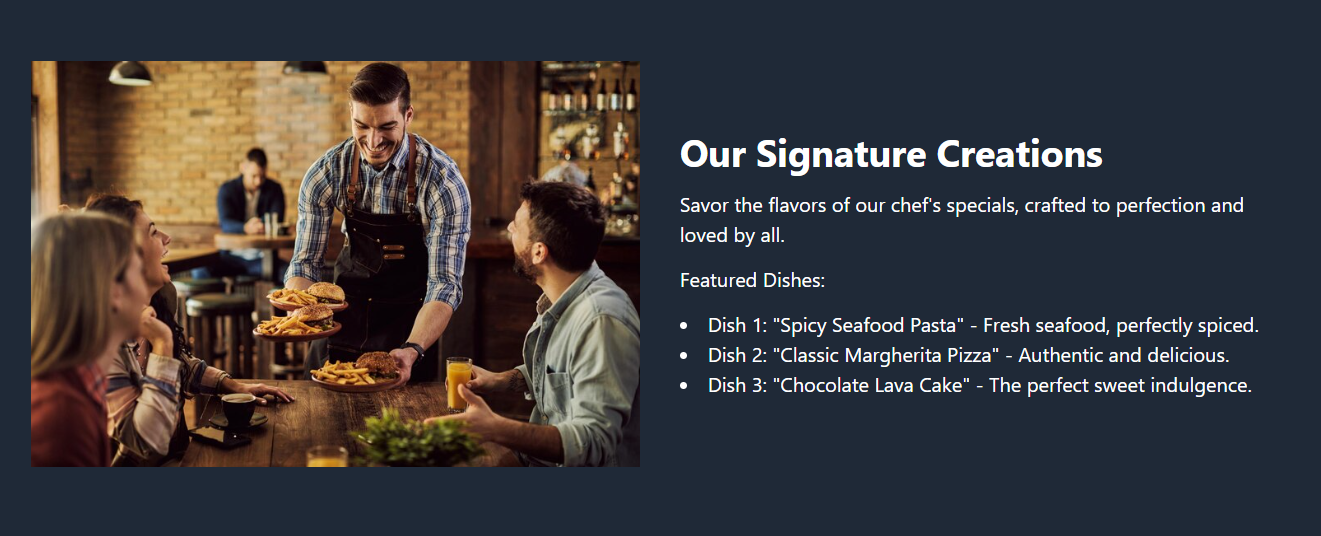 Our Signature Creations
Savor the flavors of our chef's specials, crafted to perfection and
loved by all.
Featured Dishes:
• Dish 1: "Spicy Seafood Pasta" - Fresh seafood, perfectly spiced.
• Dish 2: "Classic Margherita Pizza" - Authentic and delicious.
• Dish 3: "Chocolate Lava Cake" - The perfect sweet indulgence.